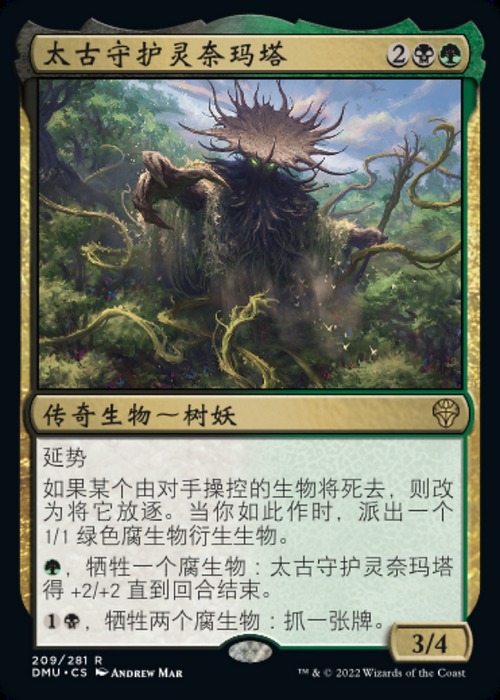 太古守护灵奈玛塔
2
传奇生物～树妖
延势
如果某个由对手操控的生物将死去，则改
为将它放逐。当你如此作时，派出一个
1/1 绿色腐生物衍生生物。
，牺牲一个腐生物：太古守护灵奈玛塔
得 +2/+2 直到回合结束。
1，牺牲两个腐生物：抓一张牌。
3/4
209/281 R
DMU • CS Andrew Mar
™ & © 2022 Wizards of the Coast